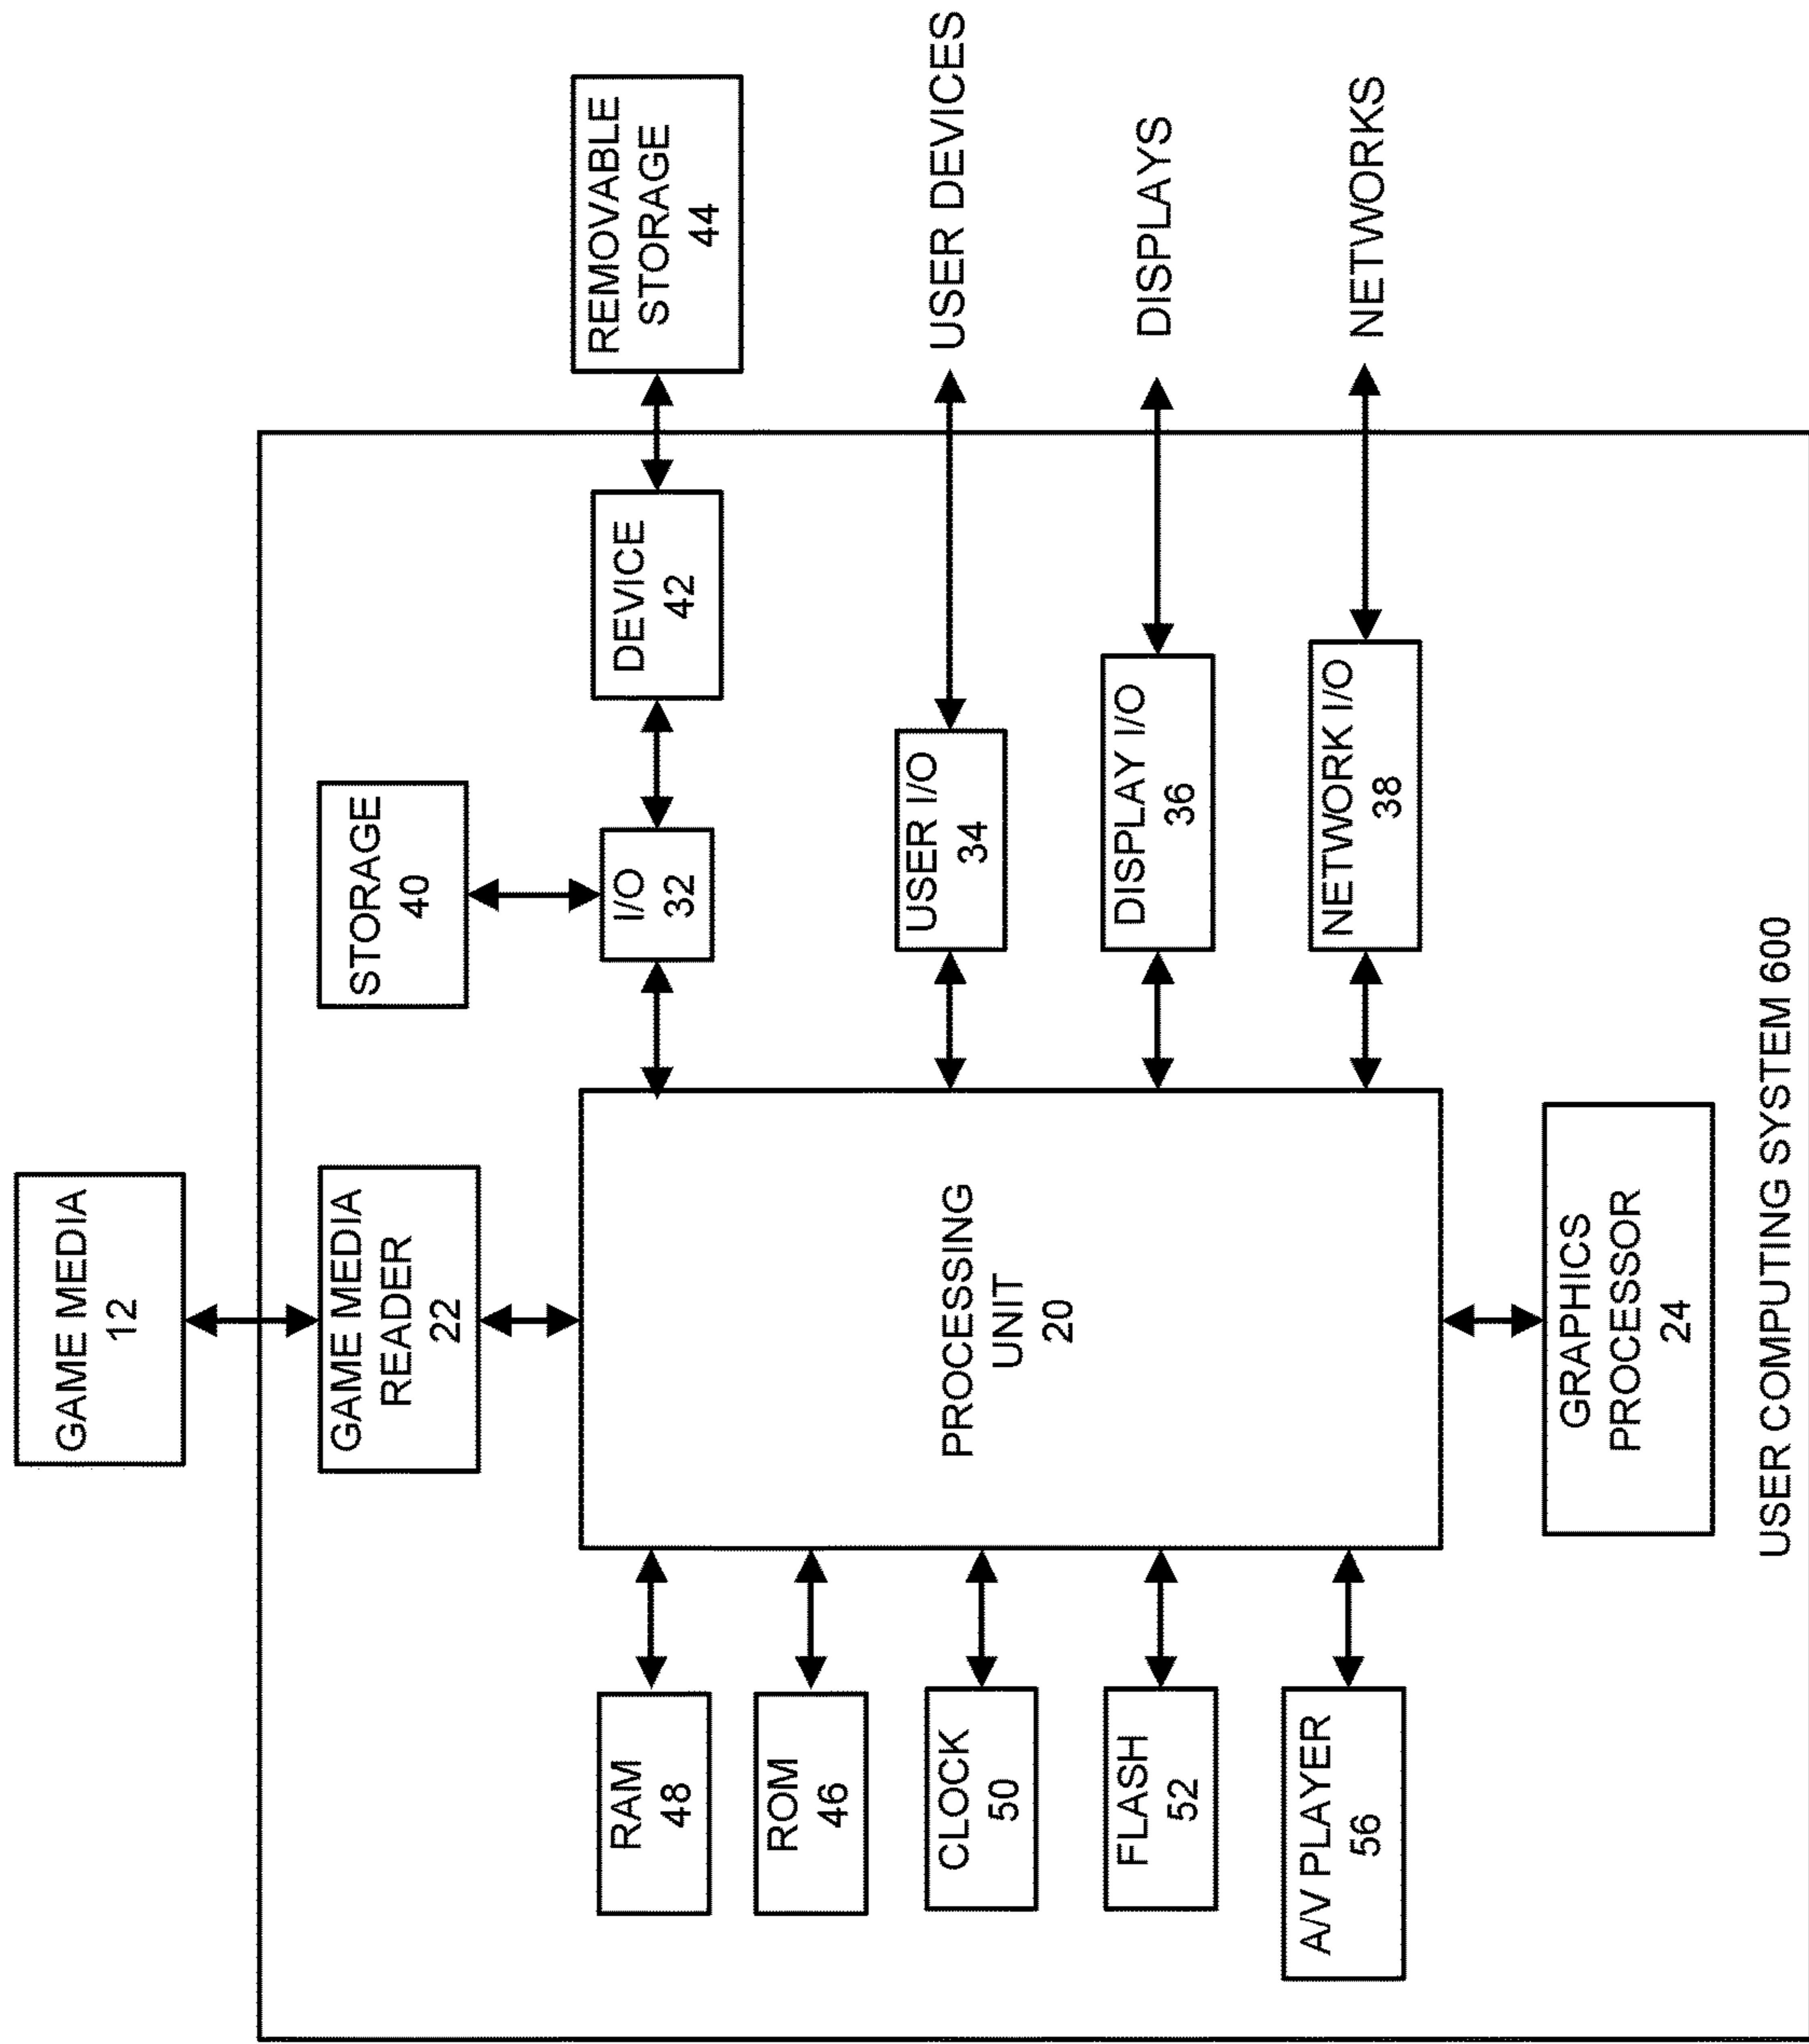 GAME MEDIA
12
GAME MEDIA
READER
22
STORAGE
40
RAM
48
ROM
46
CLOCK
50
FLASH
52
A/V PLAYER
56
PROCESSING
UNIT
20
I/O
32
DEVICE
42
REMOVABLE
STORAGE
44
USER I/O
34
USER DEVICES
DISPLAY I/O
36
DISPLAYS
NETWORK I/O
38
NETWORKS
GRAPHICS
PROCESSOR
24
USER COMPUTING SYSTEM 600